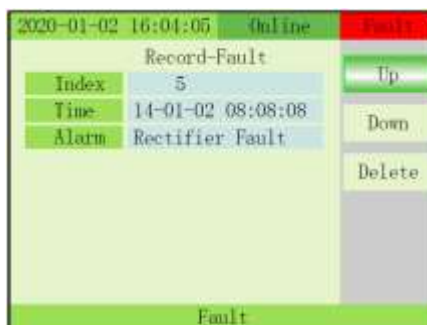 2020-01-02 16:04:05 Online Fault
Record-Fault
Up
Index 5
Time 14-01-02 08:08:08
Down
Alarm Rectifier Fault
Delete
Fault